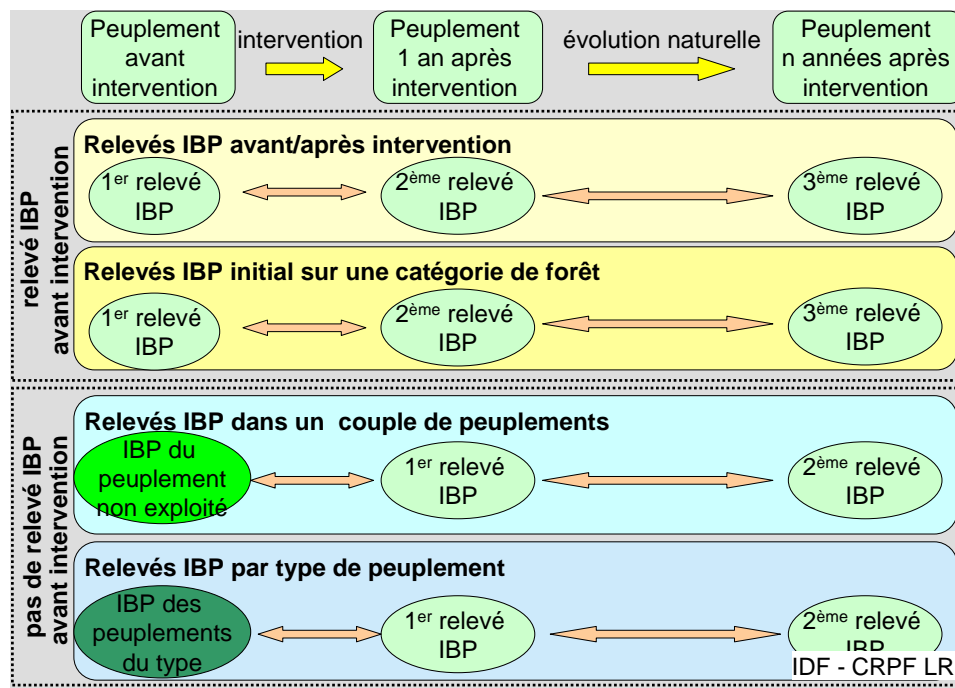 Peuplement
avant
intervention
intervention
Peuplement
1 an après
intervention
évolution naturelle
Peuplement
n années après
intervention
relevé IBP
avant intervention
Relevés IBP avant/après intervention
1er relevé
IBP
2ème relevé
IBP
3ème relevé
IBP
Relevés IBP initial sur une catégorie de forêt
1er relevé
IBP
2ème relevé
IBP
3ème relevé
IBP
pas de relevé IBP
avant intervention
Relevés IBP dans un couple de peuplements
IBP du
peuplement
non exploité
1er relevé
IBP
2ème relevé
IBP
Relevés IBP par type de peuplement
IBP des
peuplements
du type
1er relevé
IBP
2ème relevé
IBP
IDF - CRPF LR